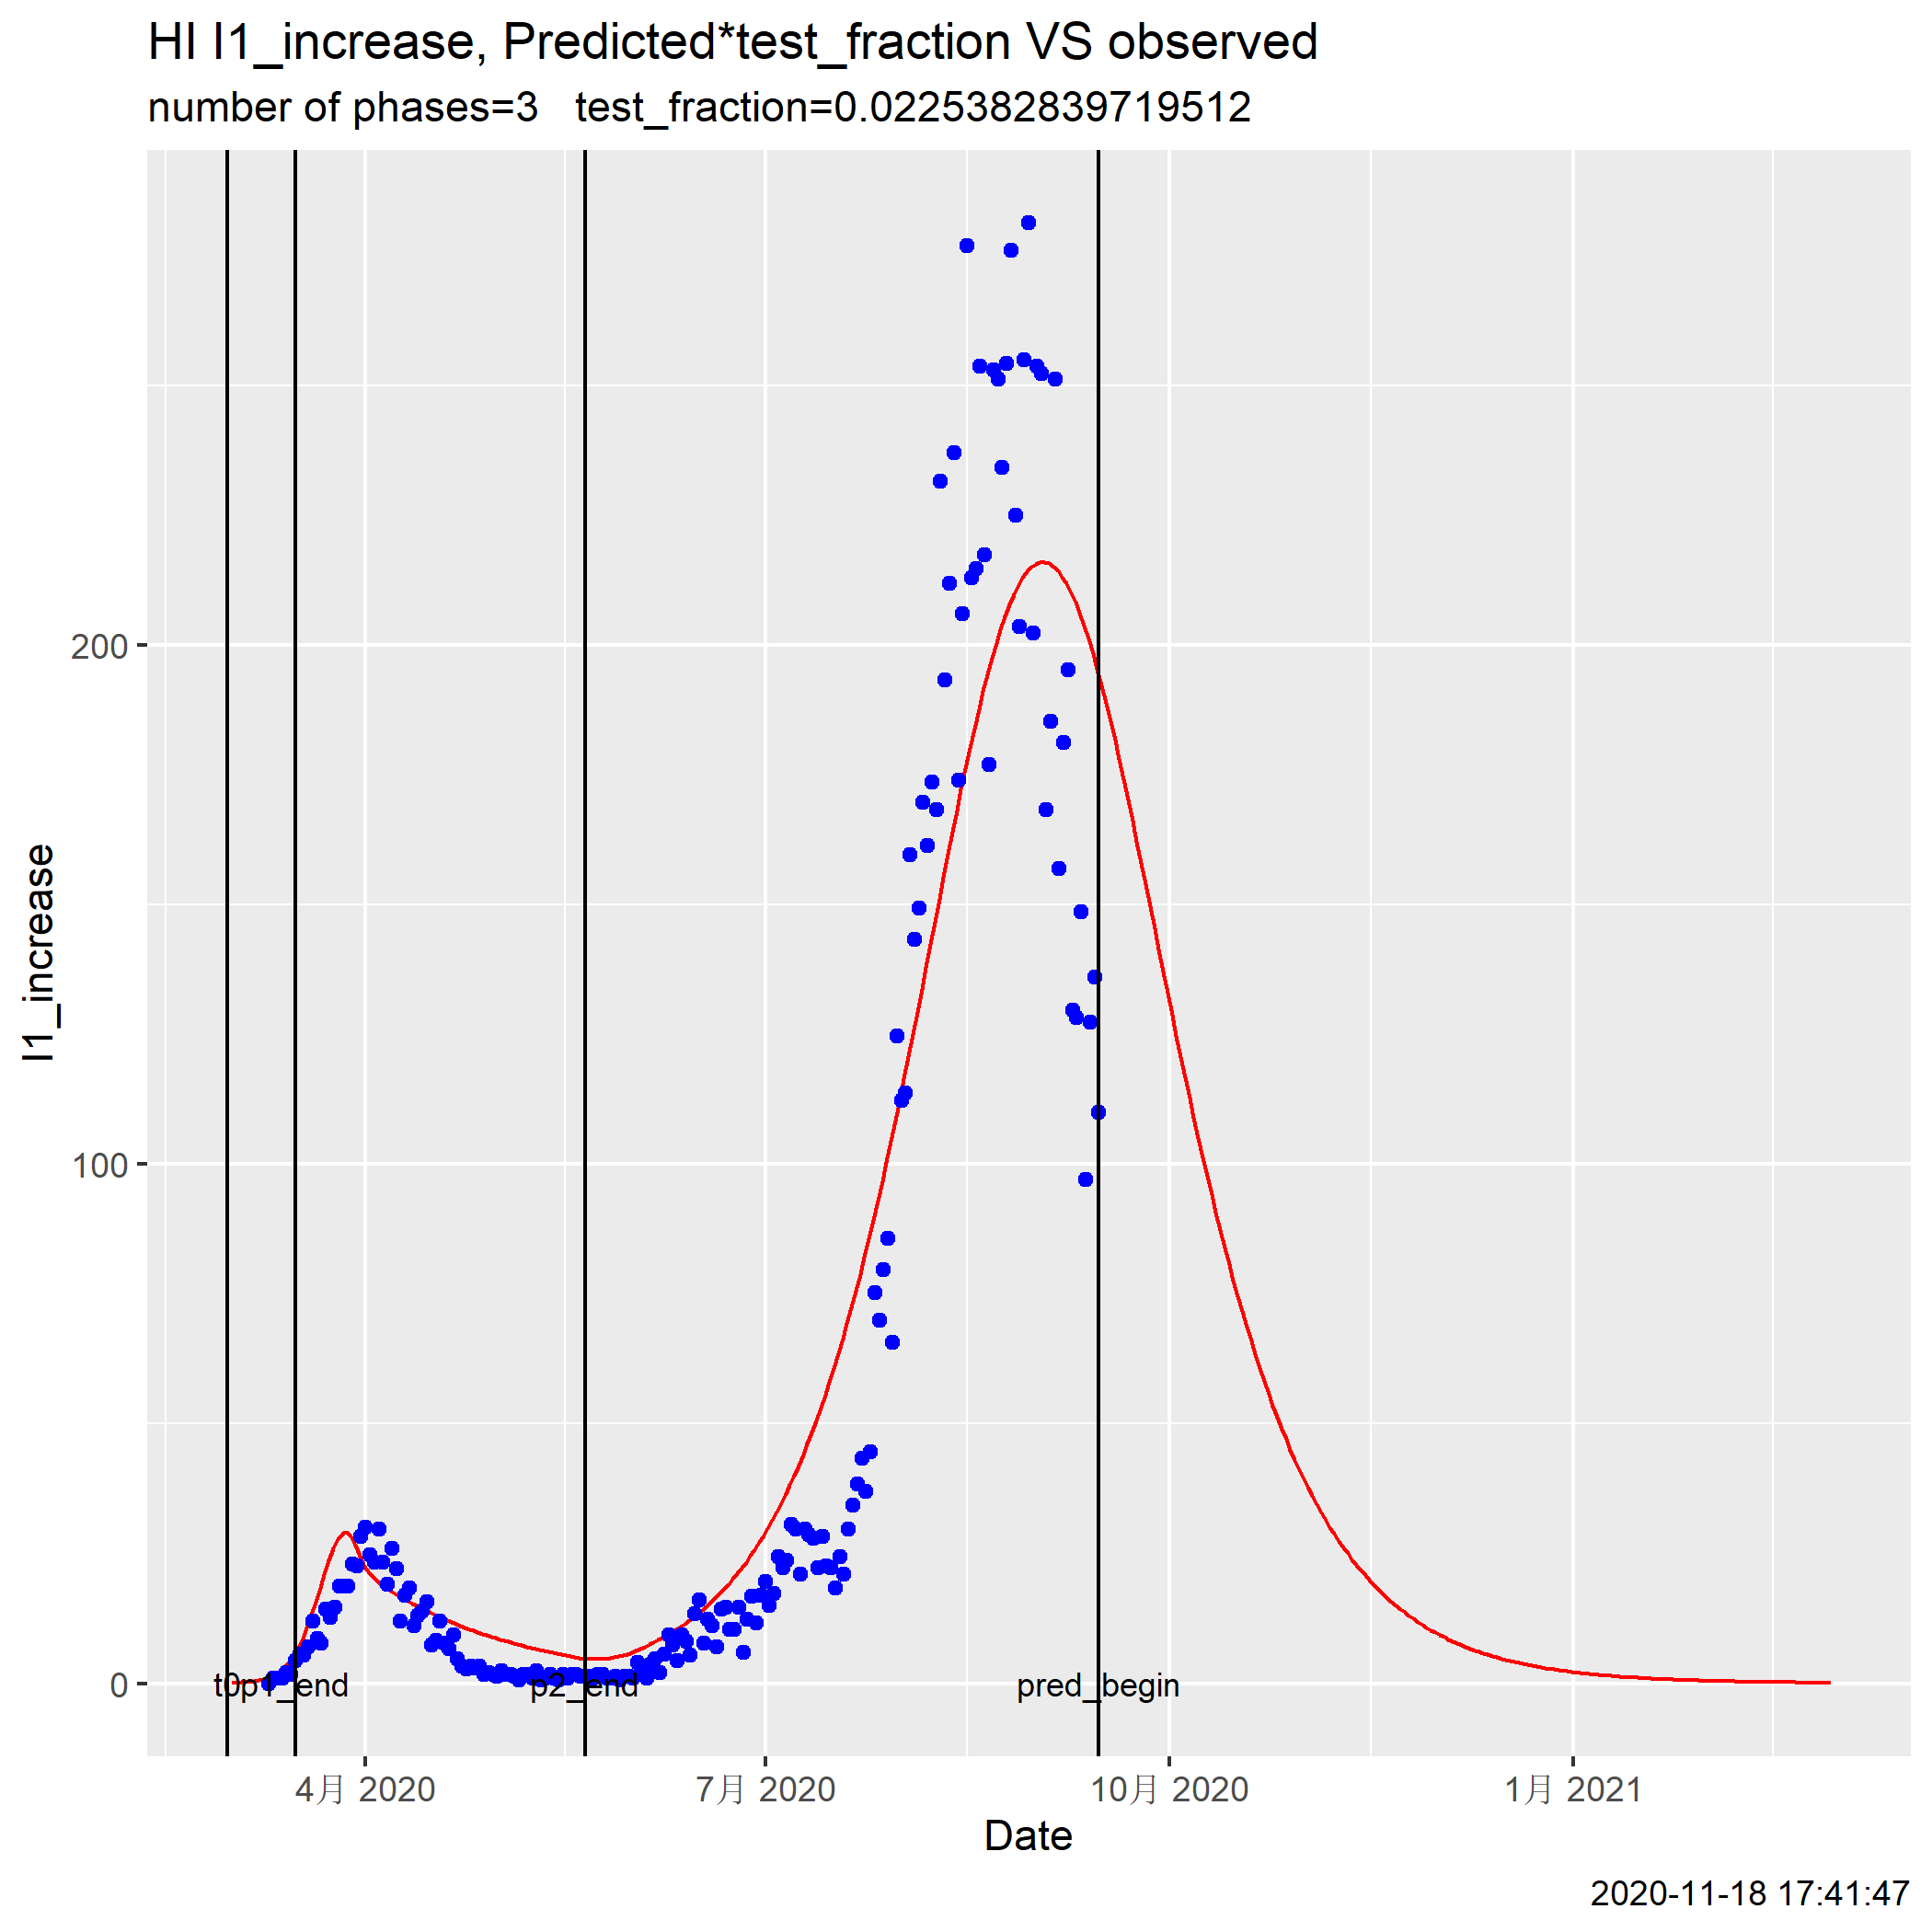 HI I1_increase, Predicted*test_fraction VS observed
number of phases=3   test_fraction=0.0225382839719512
I1_increase
200
100
0
t0p1_end
p2_end
pred_begin
4月 2020
7月 2020
10月 2020
1月 2021
Date
2020-11-18 17:41:47